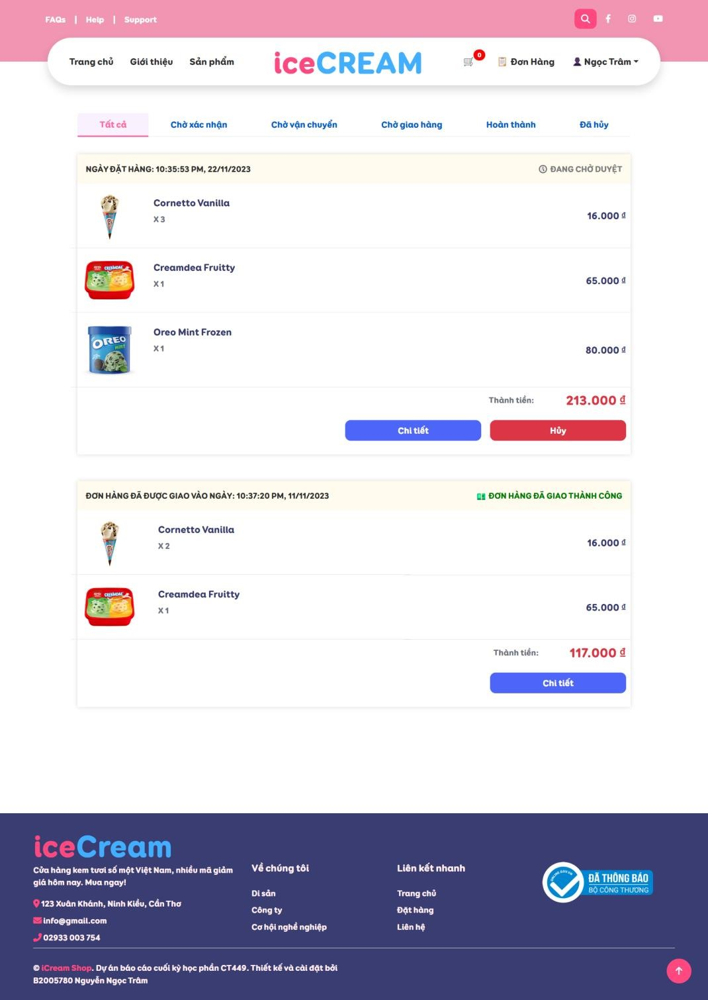 FAQs | Help | Support
Trang chủ Giới thiệu Sản phẩm iceCREAM 0 Đơn Hàng Ngọc Trâm
Tất cả Chờ xác nhận Chờ vận chuyển Chờ giao hàng Hoàn thành Đã hủy
NGÀY ĐẶT HÀNG: 10:35:53 PM, 22/11/2023 ĐANG CHỜ DUYỆT
Cornetto Vanilla
X 3
16.000 ₫
CREAMDAE
Creamdea Fruitty
X 1
65.000 ₫
OREO
MINT
Oreo Mint Frozen
X 1
80.000 ₫
Thành tiền: 213.000 ₫
Chi tiết Hủy
ĐƠN HÀNG ĐÃ ĐƯỢC GIAO VÀO NGÀY: 10:37:20 PM, 11/11/2023 ĐƠN HÀNG ĐÃ GIAO THÀNH CÔNG
Cornetto Vanilla
X 2
16.000 ₫
CREAMDAE
Creamdea Fruitty
X 1
65.000 ₫
Thành tiền: 117.000 ₫
Chi tiết
iceCream
Cửa hàng kem tươi số một Việt Nam, nhiều mã giảm
giá hôm nay. Mua ngay!
123 Xuân Khánh, Ninh Kiều, Cần Thơ
info@gmail.com
02933 003 754
Về chúng tôi
Di sản
Công ty
Cơ hội nghề nghiệp
Liên kết nhanh
Trang chủ
Đặt hàng
Liên hệ
ONLINE.GOV.VN
ĐÃ THÔNG BÁO
BỘ CÔNG THƯƠNG
© iCream Shop. Dự án báo cáo cuối kỳ học phần CT449. Thiết kế và cài đặt bởi
B2005780 Nguyễn Ngọc Trâm